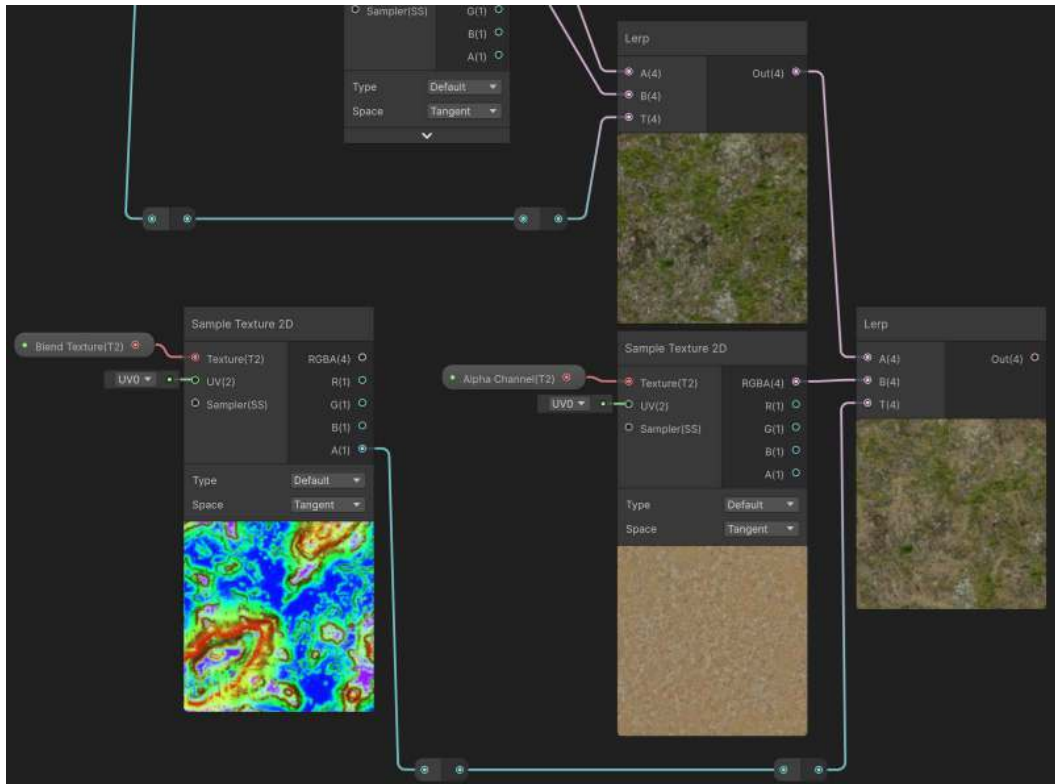 Sampler(SS)
G(1)
B(1)
A(1)
Type
Default
Space
Tangent
Lerp
A(4)
Out(4)
B(4)
T(4)
Sample Texture 2D
Blend Texture(T2)
Texture(T2)
RGBA(4)
UV0
UV(2)
R(1)
Sampler(SS)
G(1)
B(1)
A(1)
Type
Default
Space
Tangent
Sample Texture 2D
Alpha Channel(T2)
Texture(T2)
RGBA(4)
UV0
UV(2)
R(1)
Sampler(SS)
G(1)
B(1)
A(1)
Type
Default
Space
Tangent
Lerp
A(4)
Out(4)
B(4)
T(4)